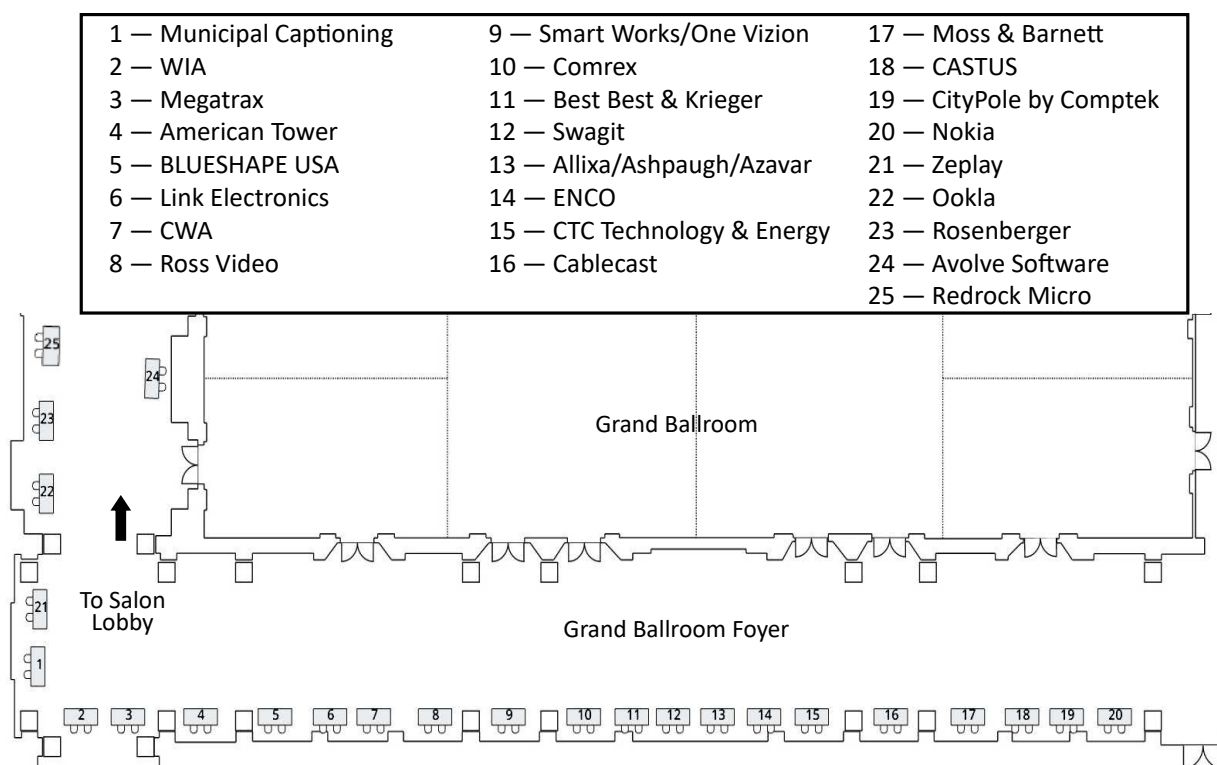 1 — Municipal Captioning
2 — WIA
3 — Megatrax
4 — American Tower
5 — BLUESHAPE USA
6 — Link Electronics
7 — CWA
8 — Ross Video
9 — Smart Works/One Vizion
10 — Comrex
11 — Best Best & Krieger
12 — Swagit
13 — Allixa/Ashpaugh/Azavar
14 — ENCO
15 — CTC Technology & Energy
16 — Cablecast
17 — Moss & Barnett
18 — CASTUS
19 — CityPole by Comptek
20 — Nokia
21 — Zeplay
22 — Ookla
23 — Rosenberger
24 — Avolve Software
25 — Redrock Micro
25
24
23
Grand Ballroom
22
21
To Salon
Lobby
Grand Ballroom Foyer
1
2 3 4 5 6 7 8 9 10 11 12 13 14 15 16 17 18 19 20